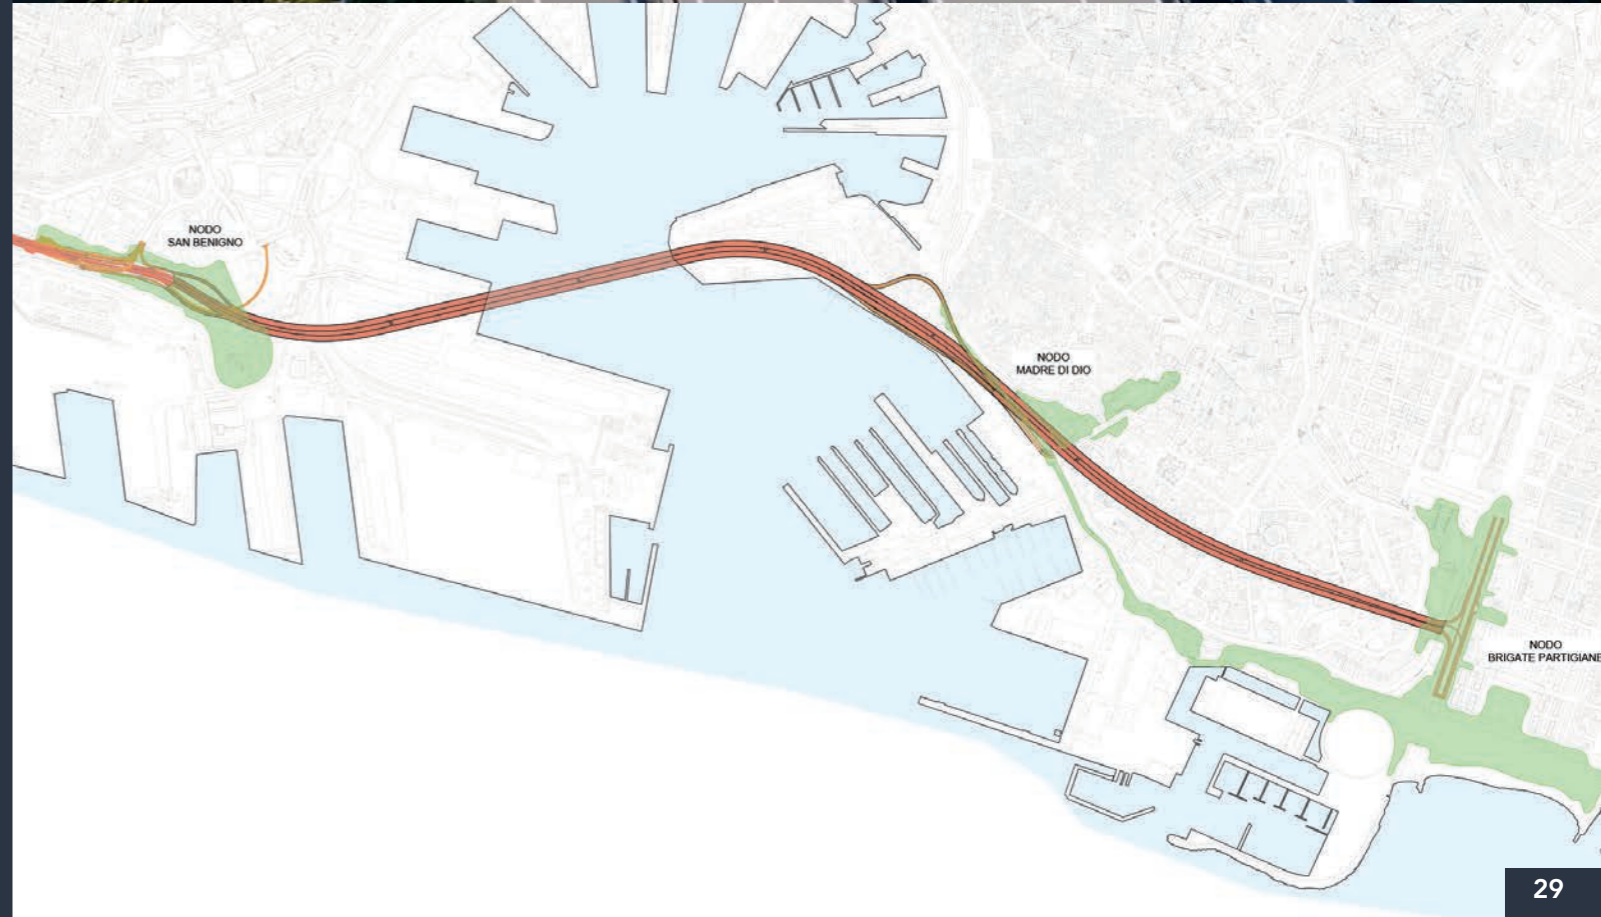 NODO
SAN BENIGNO
NODO
MADRE DI DIO
NODO
BRIGATE PARTIGIANE
29